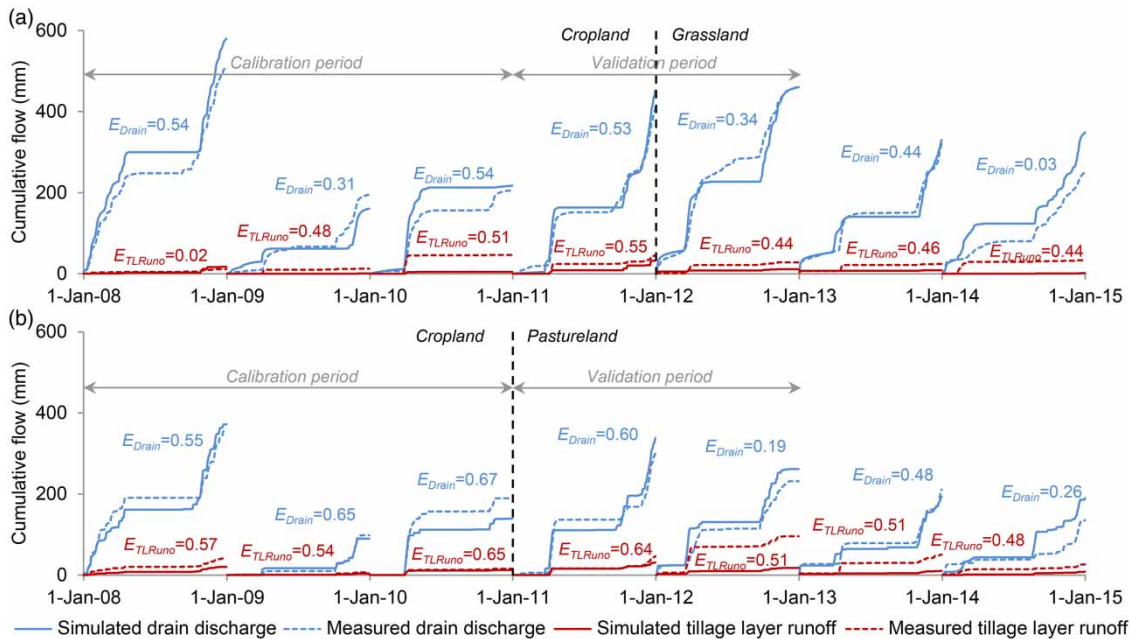 (a)
600
Cropland Grassland
Calibration period
Validation period
400
Cumulative flow (mm)
E_Drain=0.54
E_Drain=0.53
E_Drain=0.34
E_Drain=0.44
E_Drain=0.03
E_Drain=0.31
E_Drain=0.54
200
E_TLRuno=0.02
E_TLRuno=0.48
E_TLRuno=0.51
E_TLRuno=0.55
E_TLRuno=0.44
E_TLRuno=0.46
E_TLRuno=0.44
0
1-Jan-08 1-Jan-09 1-Jan-10 1-Jan-11 1-Jan-12 1-Jan-13 1-Jan-14 1-Jan-15
(b)
600
Cropland Pastureland
Calibration period
Validation period
400
Cumulative flow (mm)
E_Drain=0.55
E_Drain=0.65
E_Drain=0.67
E_Drain=0.60
E_Drain=0.19
E_Drain=0.48
E_Drain=0.26
200
E_TLRuno=0.57
E_TLRuno=0.54
E_TLRuno=0.65
E_TLRuno=0.64
E_TLRuno=0.51
E_TLRuno=0.51
E_TLRuno=0.48
0
1-Jan-08 1-Jan-09 1-Jan-10 1-Jan-11 1-Jan-12 1-Jan-13 1-Jan-14 1-Jan-15
Simulated drain discharge Measured drain discharge Simulated tillage layer runoff Measured tillage layer runoff